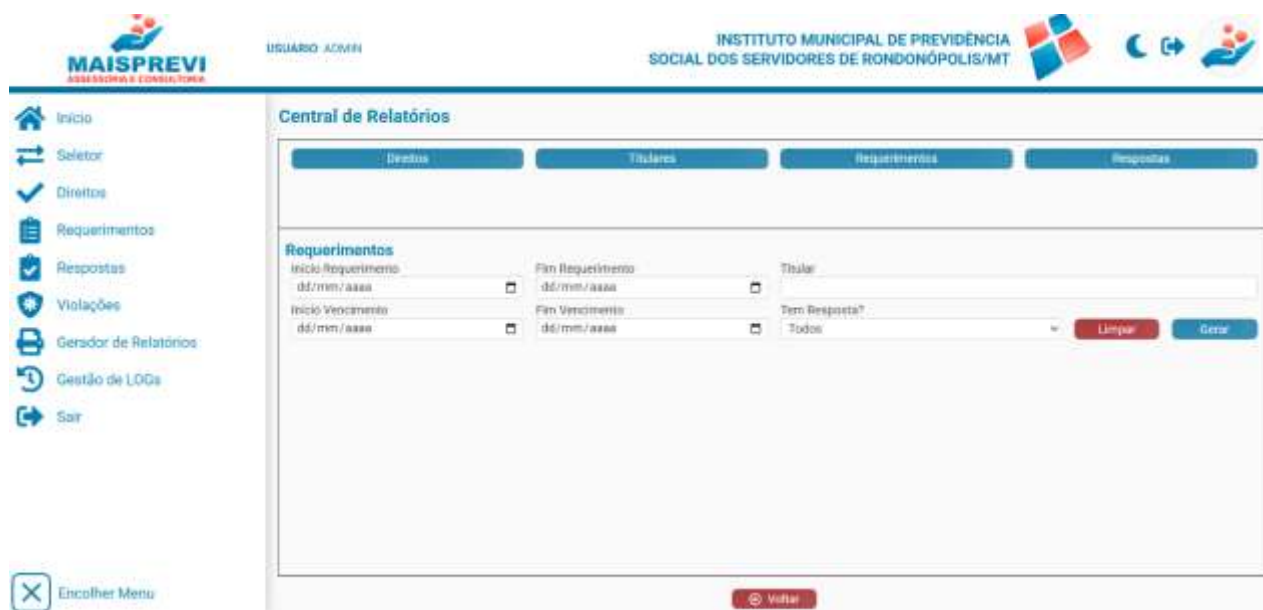 MAISPREVI
ASSESSORIA E CONSULTORIA
USUÁRIO ADMIN
INSTITUTO MUNICIPAL DE PREVIDÊNCIA
SOCIAL DOS SERVIDORES DE RONDONÓPOLIS/MT
Início
Seletor
Direitos
Requerimentos
Respostas
Violações
Gerador de Relatórios
Gestão de LOGs
Sair
Encolher Menu
Central de Relatórios
Direitos Titulares Requerimentos Respostas
Requerimentos
Início Requerimento Fim Requerimento Titular
dd/mm/aaaa dd/mm/aaaa
Início Vencimento Fim Vencimento Tem Resposta?
dd/mm/aaaa dd/mm/aaaa Todos Limpar Gerar
Voltar